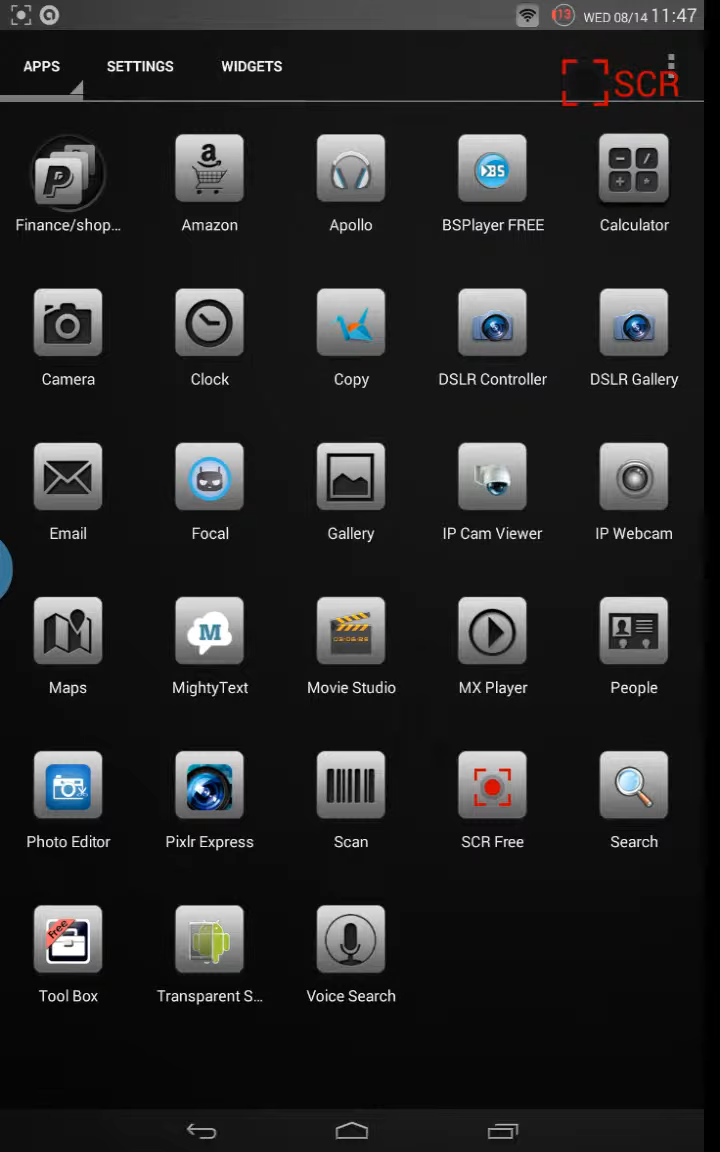 13 WED 08/14 11:47
APPS SETTINGS WIDGETS
SCR
Finance/shop... Amazon Apollo BSPlayer FREE Calculator
Camera Clock Copy DSLR Controller DSLR Gallery
Email Focal Gallery IP Cam Viewer IP Webcam
Maps MightyText Movie Studio MX Player People
Photo Editor Pixlr Express Scan SCR Free Search
Free
Tool Box Transparent S... Voice Search